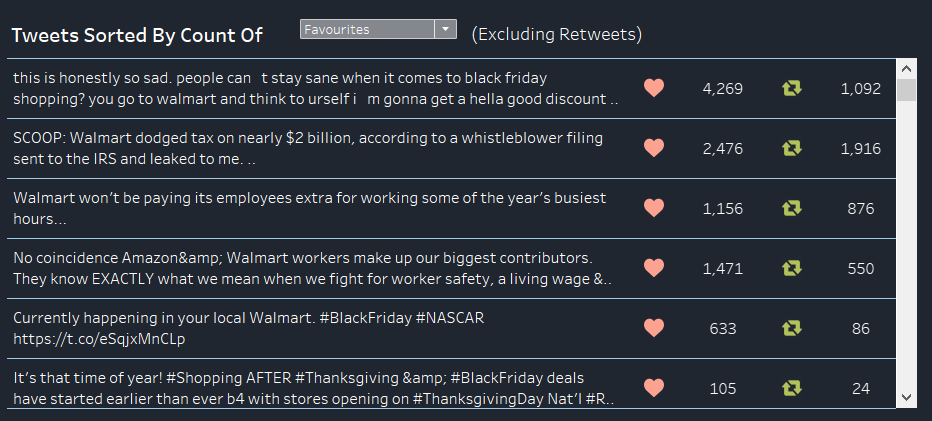 Tweets Sorted By Count Of Favourites (Excluding Retweets)
this is honestly so sad. people can t stay sane when it comes to black friday
shopping? you go to walmart and think to urself i m gonna get a hella good discount ..
4,269 1,092
SCOOP: Walmart dodged tax on nearly $2 billion, according to a whistleblower filing
sent to the IRS and leaked to me. ..
2,476 1,916
Walmart won’t be paying its employees extra for working some of the year’s busiest
hours...
1,156 876
No coincidence Amazon&amp; Walmart workers make up our biggest contributors.
They know EXACTLY what we mean when we fight for worker safety, a living wage &..
1,471 550
Currently happening in your local Walmart. #BlackFriday #NASCAR
https://t.co/eSqjxMnCLp
633 86
It’s that time of year! #Shopping AFTER #Thanksgiving &amp; #BlackFriday deals
have started earlier than ever b4 with stores opening on #ThanksgivingDay Nat’l #R..
105 24